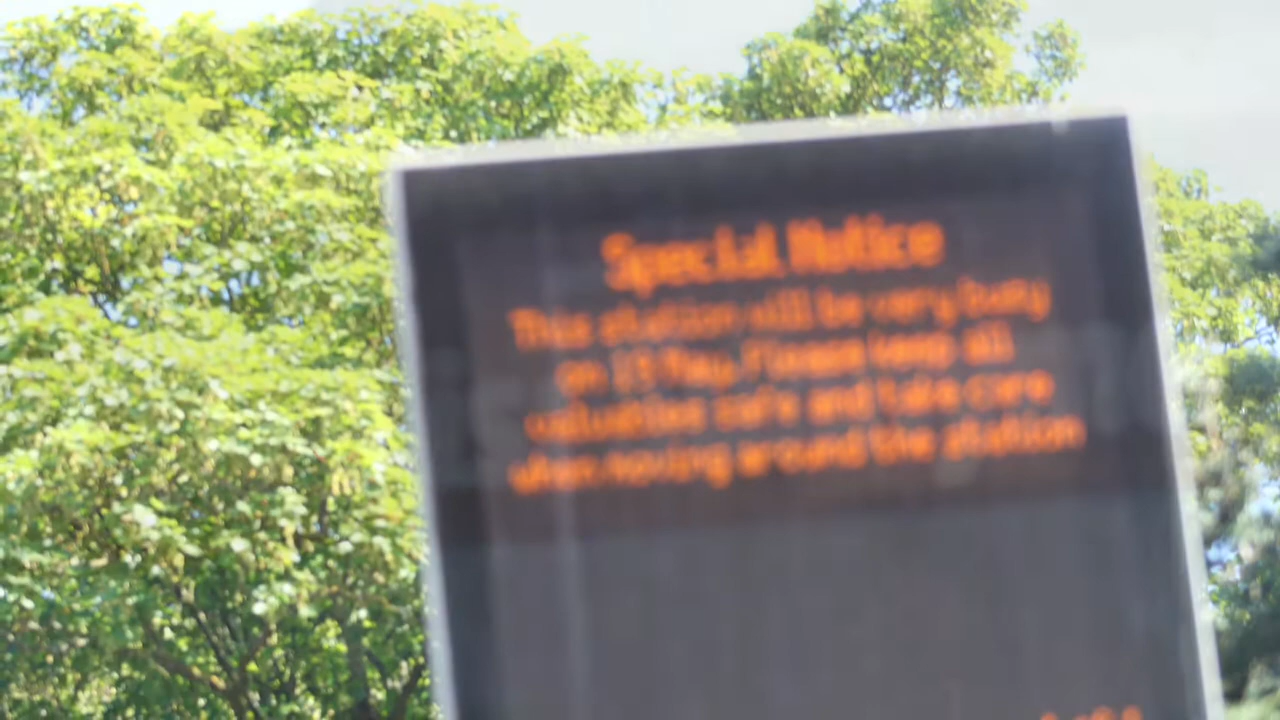 Special Notice
This station will be very busy
on May. Please keep all
valuables safe and take care
when moving around the station